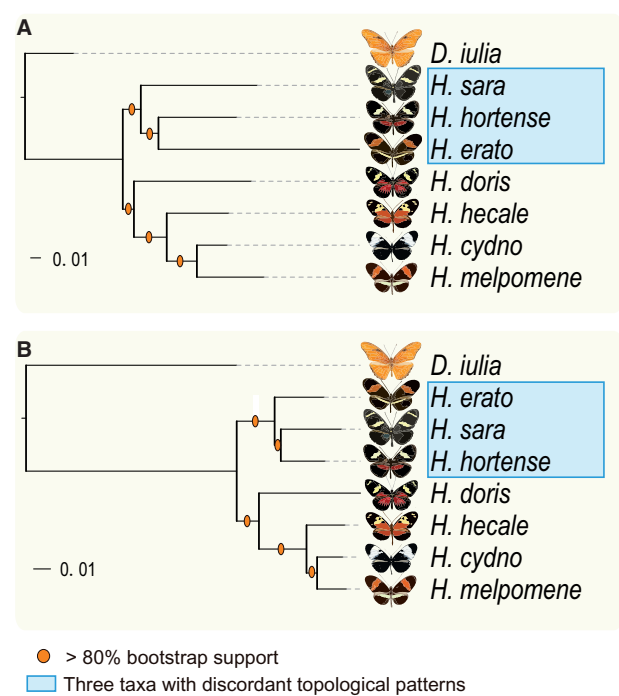 A
D. iulia
H. sara
H. hortense
H. erato
H. doris
H. hecale
H. cydno
H. melpomene
0.01
B
D. iulia
H. erato
H. sara
H. hortense
H. doris
H. hecale
H. cydno
H. melpomene
0.01
> 80% bootstrap support
Three taxa with discordant topological patterns